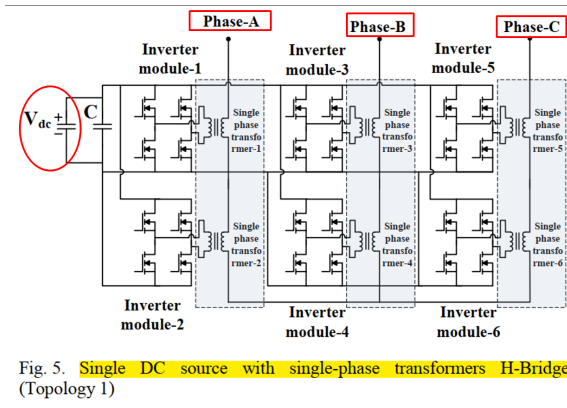 Phase-A
Phase-B
Phase-C
Inverter
module-1
Inverter
module-3
Inverter
module-5
Vdc
+
−
C
Single
phase
transfo
rmer-1
Single
phase
transfo
rmer-3
Single
phase
transfo
rmer-5
Single
phase
transfo
rmer-2
Single
phase
transfo
rmer-4
Single
phase
transfo
rmer-6
Inverter
module-2
Inverter
module-4
Inverter
module-6
Fig. 5. Single DC source with single-phase transformers H-Bridge
(Topology 1)